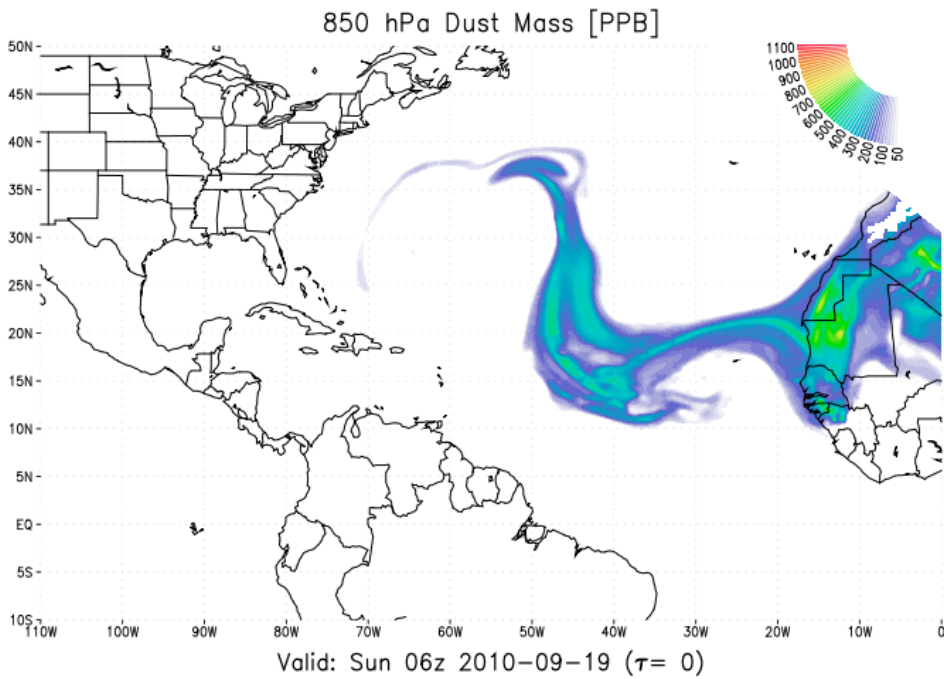 850 hPa Dust Mass [PPB]
50N
45N
40N
35N
30N
25N
20N
15N
10N
5N
EQ
5S
10S
1100
1000
900
800
700
600
500
400
300
200
100
50
110W 100W 90W 80W 70W 60W 50W 40W 30W 20W 10W 0
Valid: Sun 06z 2010-09-19 (τ= 0)